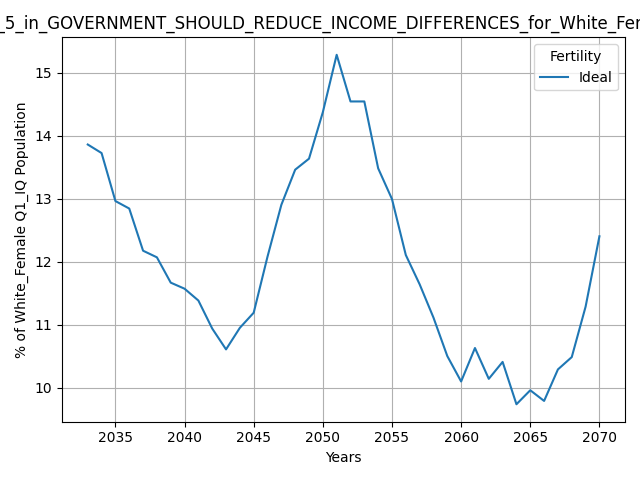 _5_in_GOVERNMENT_SHOULD_REDUCE_INCOME_DIFFERENCES_for_White_Fe
Fertility
Ideal
% of White_Female Q1_IQ Population
15
14
13
12
11
10
2035 2040 2045 2050 2055 2060 2065 2070
Years